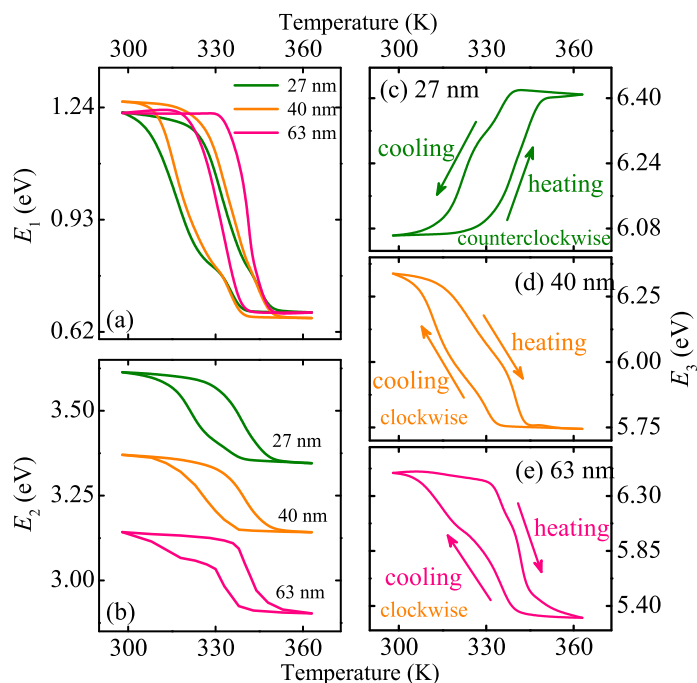 Temperature (K)
300 330 360
1.24
0.93
0.62
E1 (eV)
27 nm
40 nm
63 nm
(a)
3.50
3.25
3.00
E2 (eV)
27 nm
40 nm
63 nm
(b)
300 330 360
Temperature (K)
(c) 27 nm
cooling
heating
counterclockwise
6.40
6.24
6.08
(d) 40 nm
heating
cooling
clockwise
6.25
6.00
5.75
E3 (eV)
(e) 63 nm
heating
cooling
clockwise
6.30
5.85
5.40
300 330 360
Temperature (K)
300 330 360
Temperature (K)